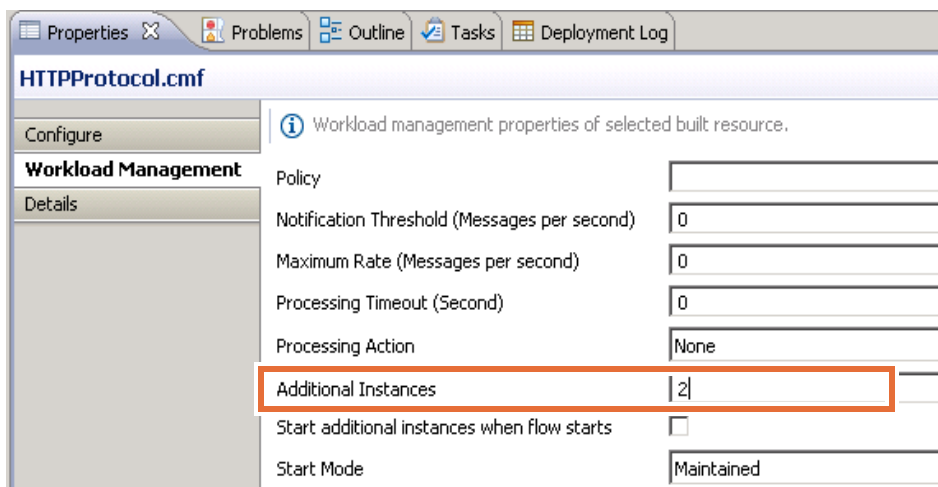 Properties Problems Outline Tasks Deployment Log
HTTPProtocol.cmf
Configure
Workload Management
Details
Workload management properties of selected built resource.
Policy
Notification Threshold (Messages per second) 0
Maximum Rate (Messages per second) 0
Processing Timeout (Second) 0
Processing Action None
Additional Instances 2
Start additional instances when flow starts
Start Mode Maintained